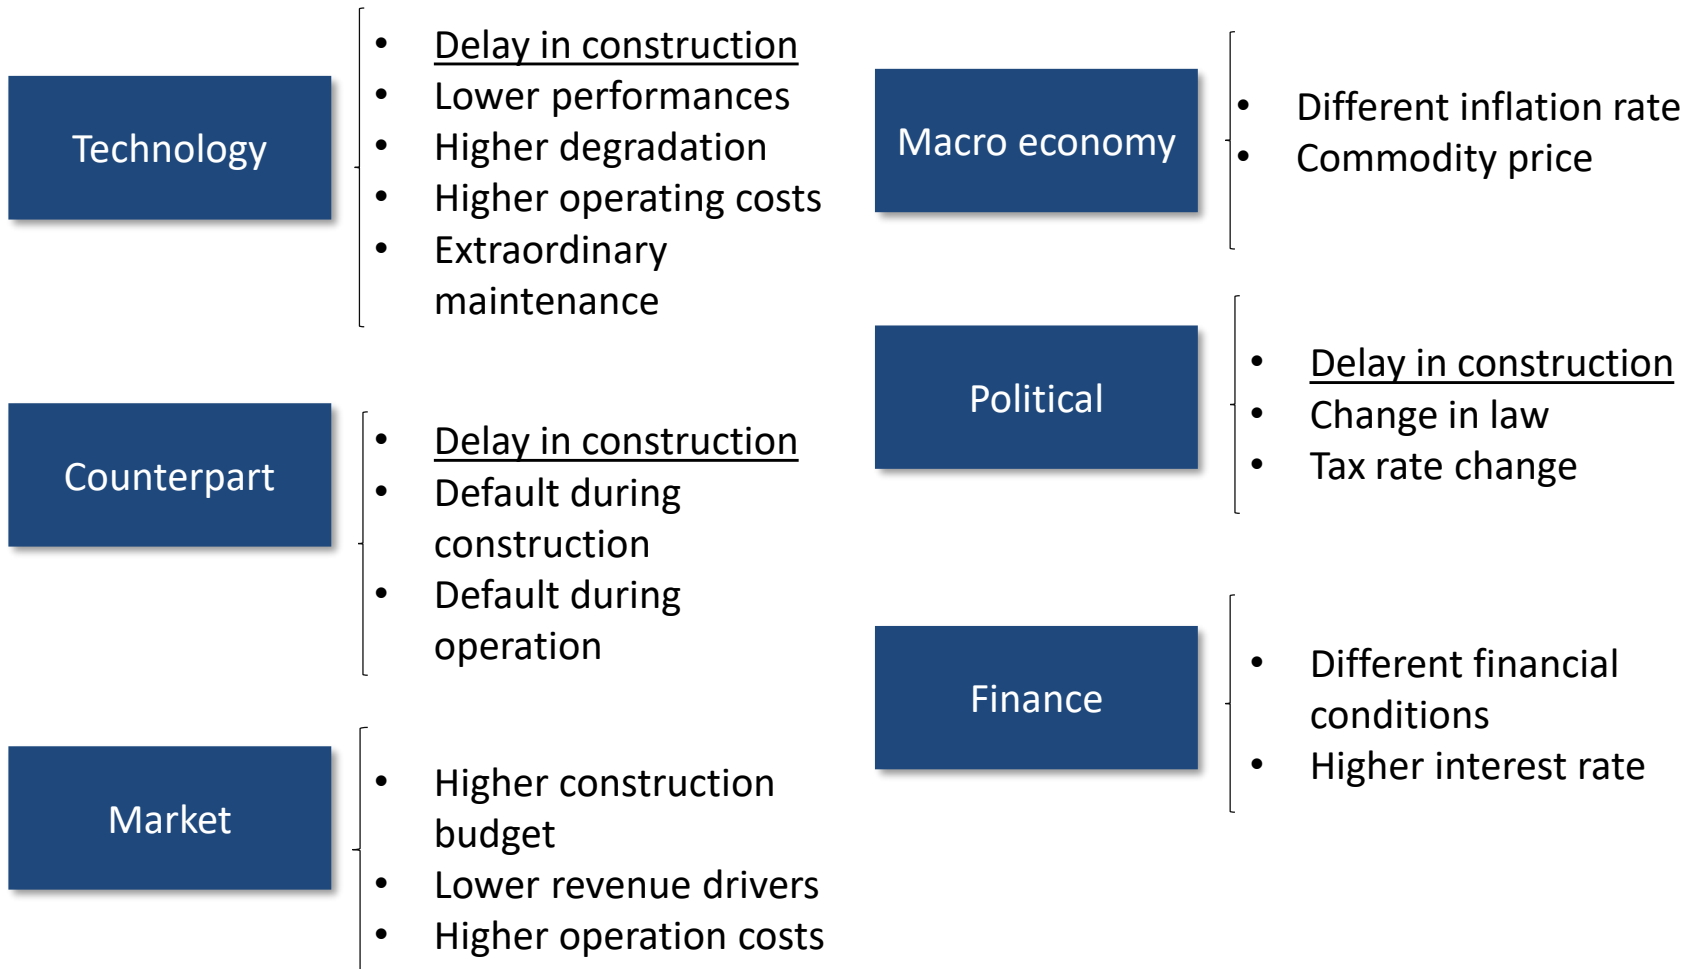 Technology
• Delay in construction
• Lower performances
• Higher degradation
• Higher operating costs
• Extraordinary
maintenance
Counterpart
• Delay in construction
• Default during
construction
• Default during
operation
Market
• Higher construction
budget
• Lower revenue drivers
• Higher operation costs
Macro economy
• Different inflation rate
• Commodity price
Political
• Delay in construction
• Change in law
• Tax rate change
Finance
• Different financial
conditions
• Higher interest rate